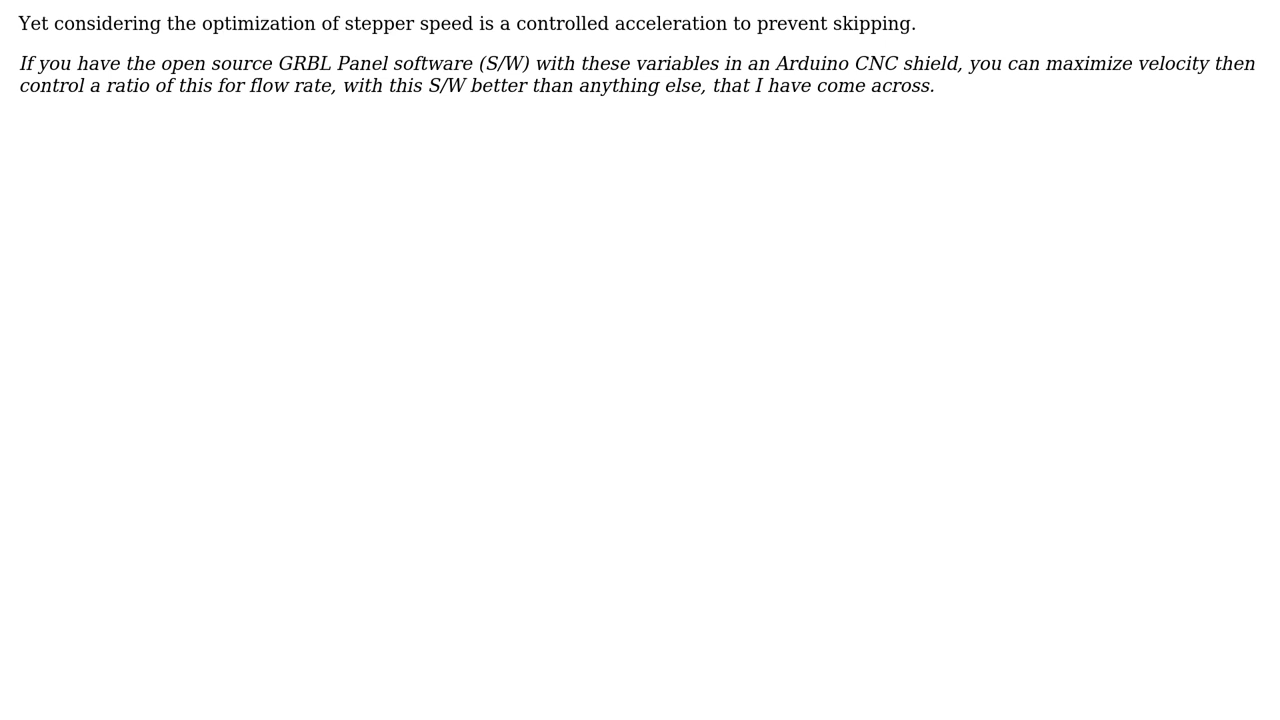 Yet considering the optimization of stepper speed is a controlled acceleration to prevent skipping.
If you have the open source GRBL Panel software (S/W) with these variables in an Arduino CNC shield, you can maximize velocity then
control a ratio of this for flow rate, with this S/W better than anything else, that I have come across.